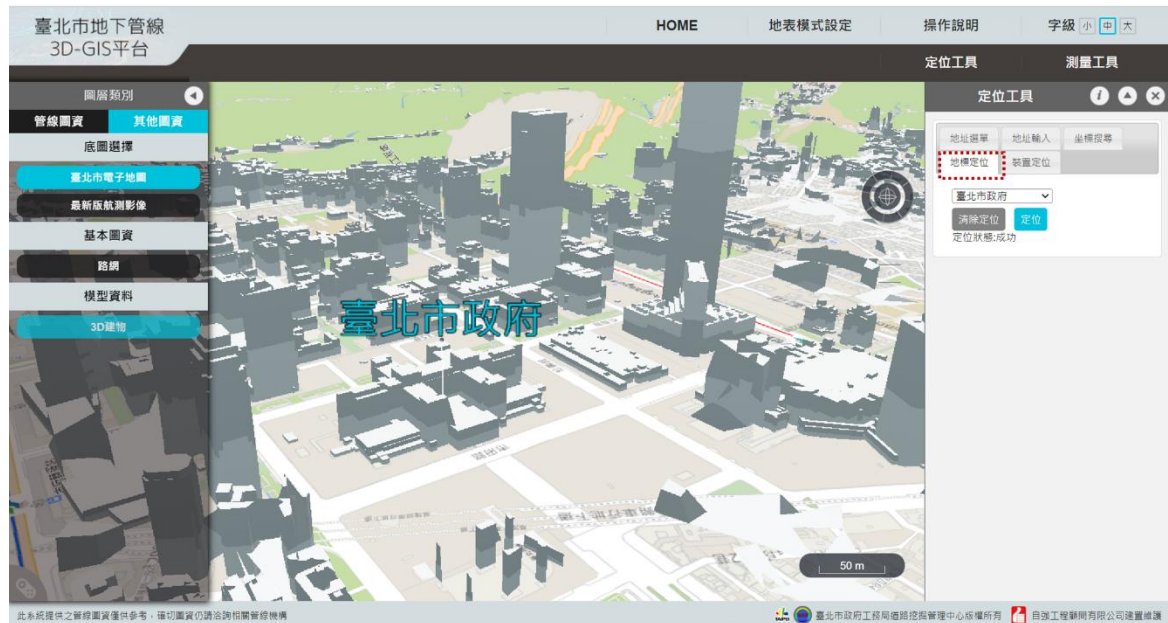 臺北市地下管線
3D-GIS平台
HOME
地表模式設定
操作說明
字級 小 中 大
定位工具
測量工具
圖層類別
管線圖資
其他圖資
底圖選擇
臺北市電子地圖
最新版航測影像
基本圖資
路網
模型資料
3D建物
臺北市政府
50 m
定位工具
地址選單
地址輸入
坐標搜尋
地標定位
裝置定位
臺北市政府
清除定位
定位
定位狀態:成功
此系統提供之管線圖資僅供參考，確切圖資仍請洽詢相關管線機構
臺北市政府工務局道路挖掘管理中心版權所有
自強工程顧問有限公司建置維護